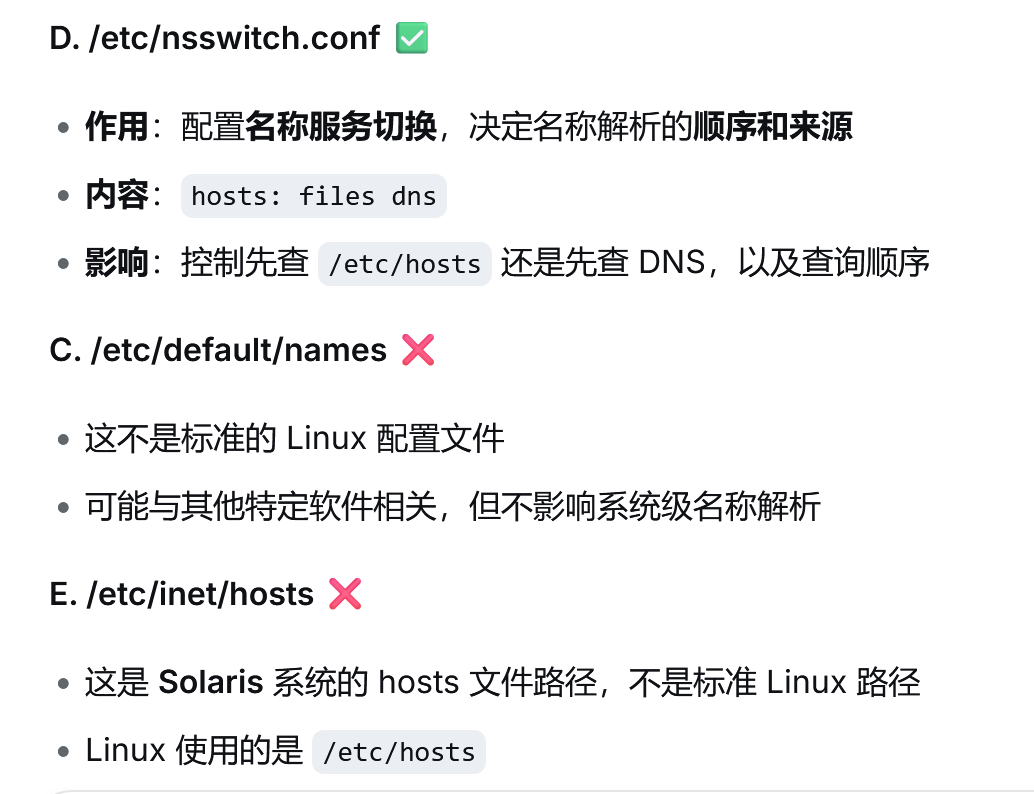 D. /etc/nsswitch.conf ✅
• 作用：配置名称服务切换，决定名称解析的顺序和来源
• 内容：hosts: files dns
• 影响：控制先查 /etc/hosts 还是先查 DNS，以及查询顺序
C. /etc/default/names ❌
• 这不是标准的 Linux 配置文件
• 可能与其他特定软件相关，但不影响系统级名称解析
E. /etc/inet/hosts ❌
• 这是 Solaris 系统的 hosts 文件路径，不是标准 Linux 路径
• Linux 使用的是 /etc/hosts